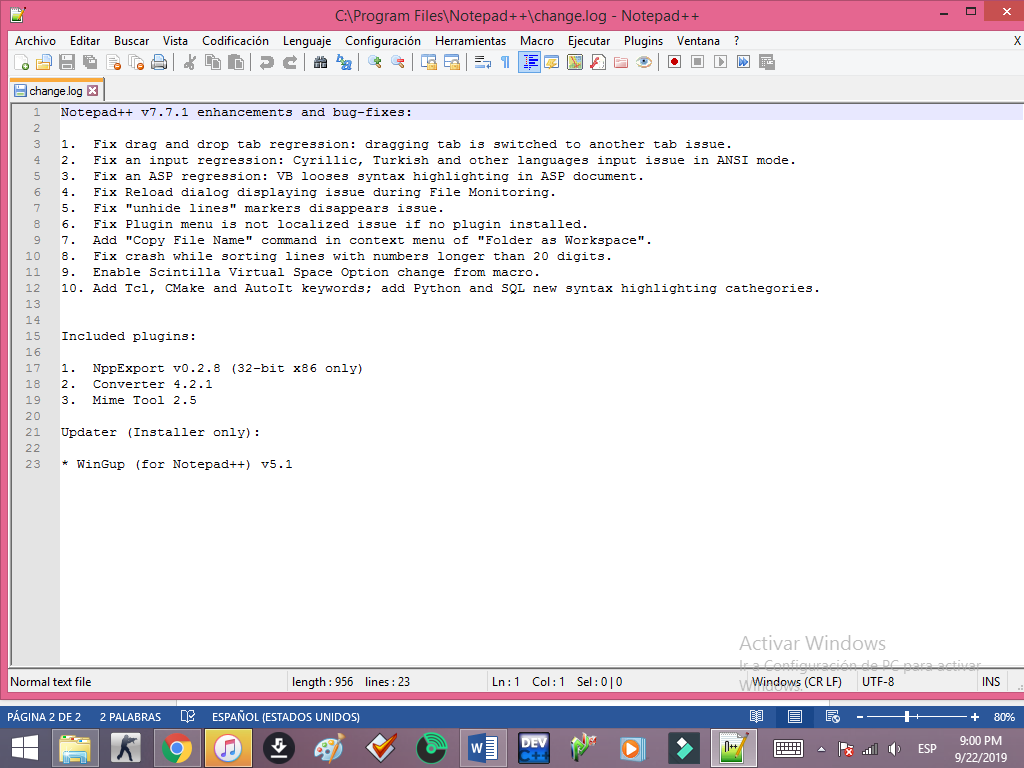 C:\Program Files\Notepad++\change.log - Notepad++
Archivo Editar Buscar Vista Codificación Lenguaje Configuración Herramientas Macro Ejecutar Plugins Ventana ? X
change.log
1 Notepad++ v7.7.1 enhancements and bug-fixes:
2
3 1. Fix drag and drop tab regression: dragging tab is switched to another tab issue.
4 2. Fix an input regression: Cyrillic, Turkish and other languages input issue in ANSI mode.
5 3. Fix an ASP regression: VB looses syntax highlighting in ASP document.
6 4. Fix Reload dialog displaying issue during File Monitoring.
7 5. Fix "unhide lines" markers disappears issue.
8 6. Fix Plugin menu is not localized issue if no plugin installed.
9 7. Add "Copy File Name" command in context menu of "Folder as Workspace".
10 8. Fix crash while sorting lines with numbers longer than 20 digits.
11 9. Enable Scintilla Virtual Space Option change from macro.
12 10. Add Tcl, CMake and AutoIt keywords; add Python and SQL new syntax highlighting cathegories.
13
14
15 Included plugins:
16
17 1. NppExport v0.2.8 (32-bit x86 only)
18 2. Converter 4.2.1
19 3. Mime Tool 2.5
20
21 Updater (Installer only):
22
23 * WinGup (for Notepad++) v5.1
Activar Windows
Ir a Configuración de PC para activar
Windows.
Normal text file length : 956 lines : 23 Ln : 1 Col : 1 Sel : 0 | 0 Windows (CR LF) UTF-8 INS
PÁGINA 2 DE 2 2 PALABRAS ESPAÑOL (ESTADOS UNIDOS) 80%
DEV C++
ESP
9:00 PM
9/22/2019